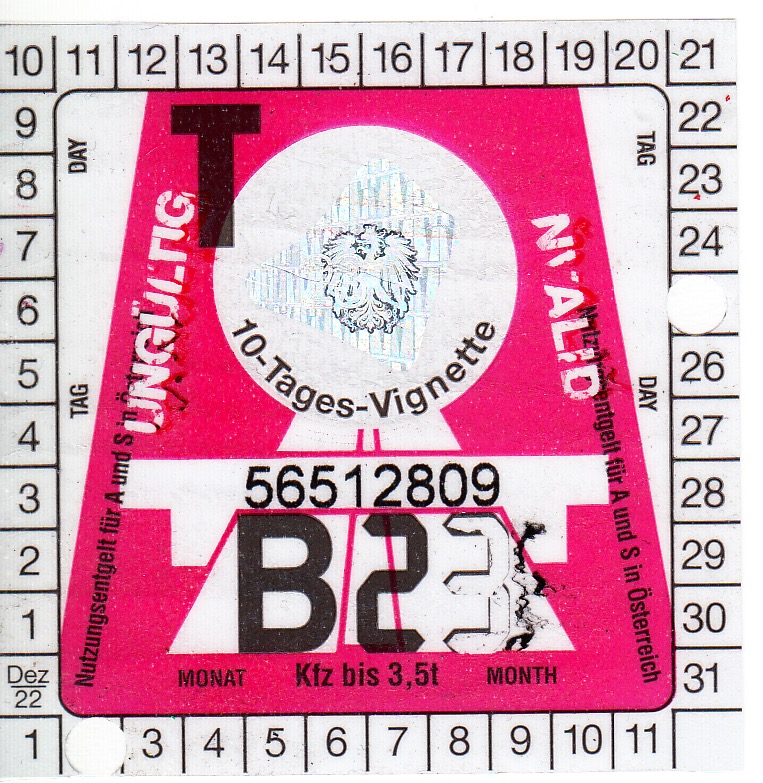 10 11 12 13 14 15 16 17 18 19 20 21
9 22
8 23
7 24
6
5 26
4 27
3 28
2 29
1 30
Dez
22
31
1 3 4 5 6 7 8 9 10 11
DAY
TAG
T
UNGÜLTIG
TAG
DAY
10-Tages-Vignette
Nutzungsentgelt für A und S in
für A und S in Österreich
56512809
B23
MONAT Kfz bis 3,5t MONTH